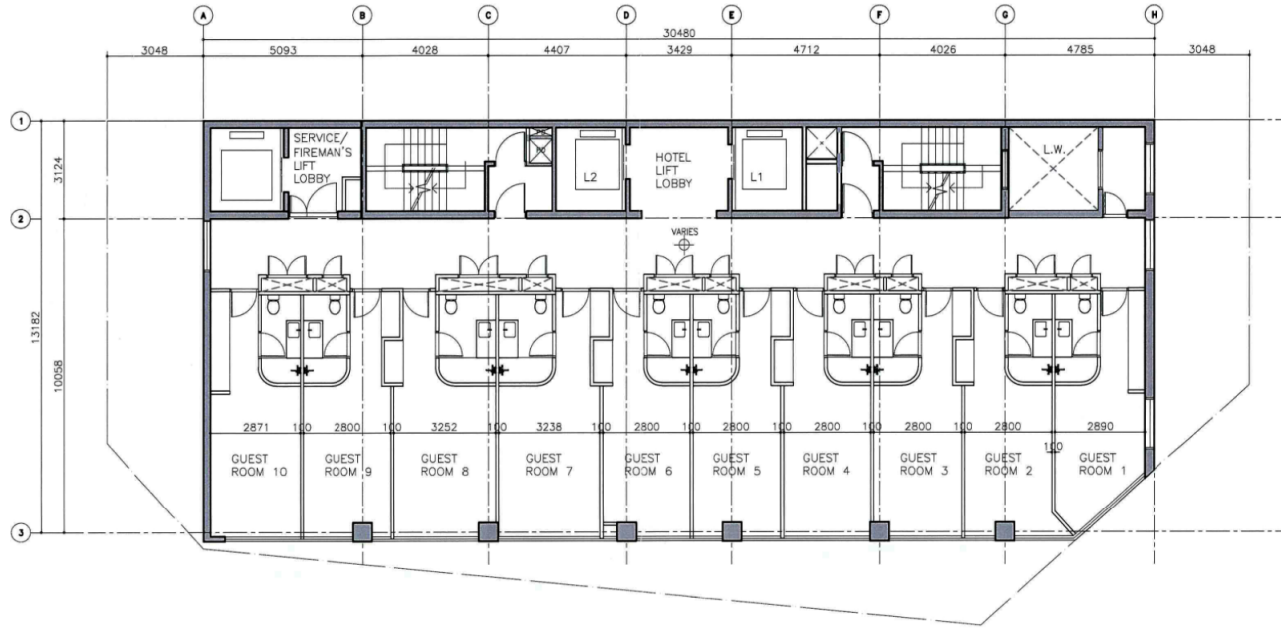 A B C D E F G H
30480
3048 5093 4028 4407 3429 4712 4026 4785 3048
1
SERVICE/
FIREMAN'S
LIFT
LOBBY
L2
HOTEL
LIFT
LOBBY
L1
L.W.
3124
2
VARIES
13182
10058
2871 100 2800 100 3252 100 3238 100 2800 100 2800 100 2800 100 2800 100 2800 2890
100
GUEST
ROOM 10
GUEST
ROOM 9
GUEST
ROOM 8
GUEST
ROOM 7
GUEST
ROOM 6
GUEST
ROOM 5
GUEST
ROOM 4
GUEST
ROOM 3
GUEST
ROOM 2
GUEST
ROOM 1
3